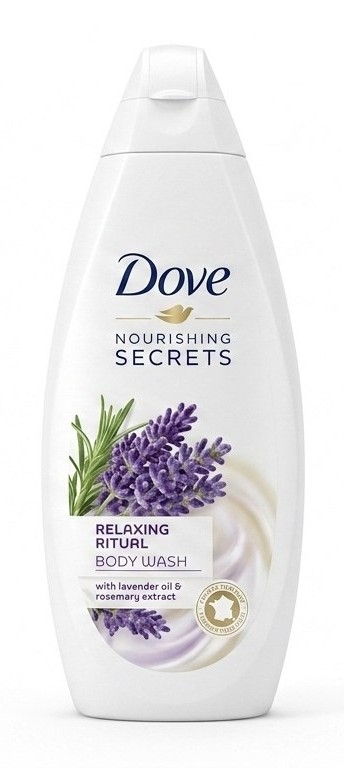 Dove
NOURISHING
SECRETS
RELAXING
RITUAL
BODY WASH
with lavender oil &
rosemary extract